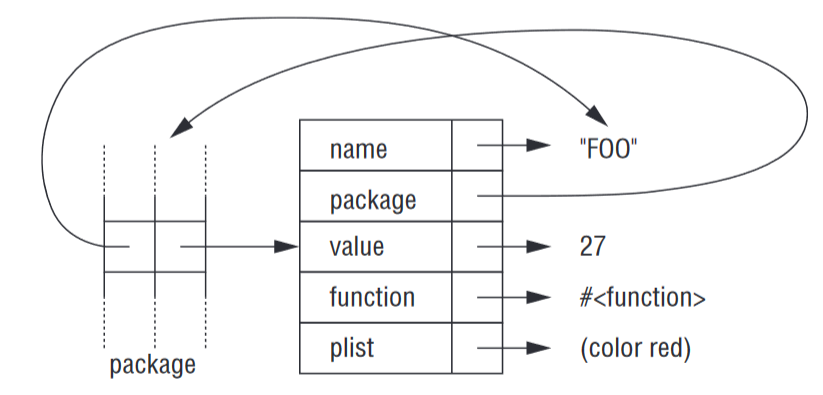 name "FOO"
package
value 27
function #<function>
plist (color red)
package